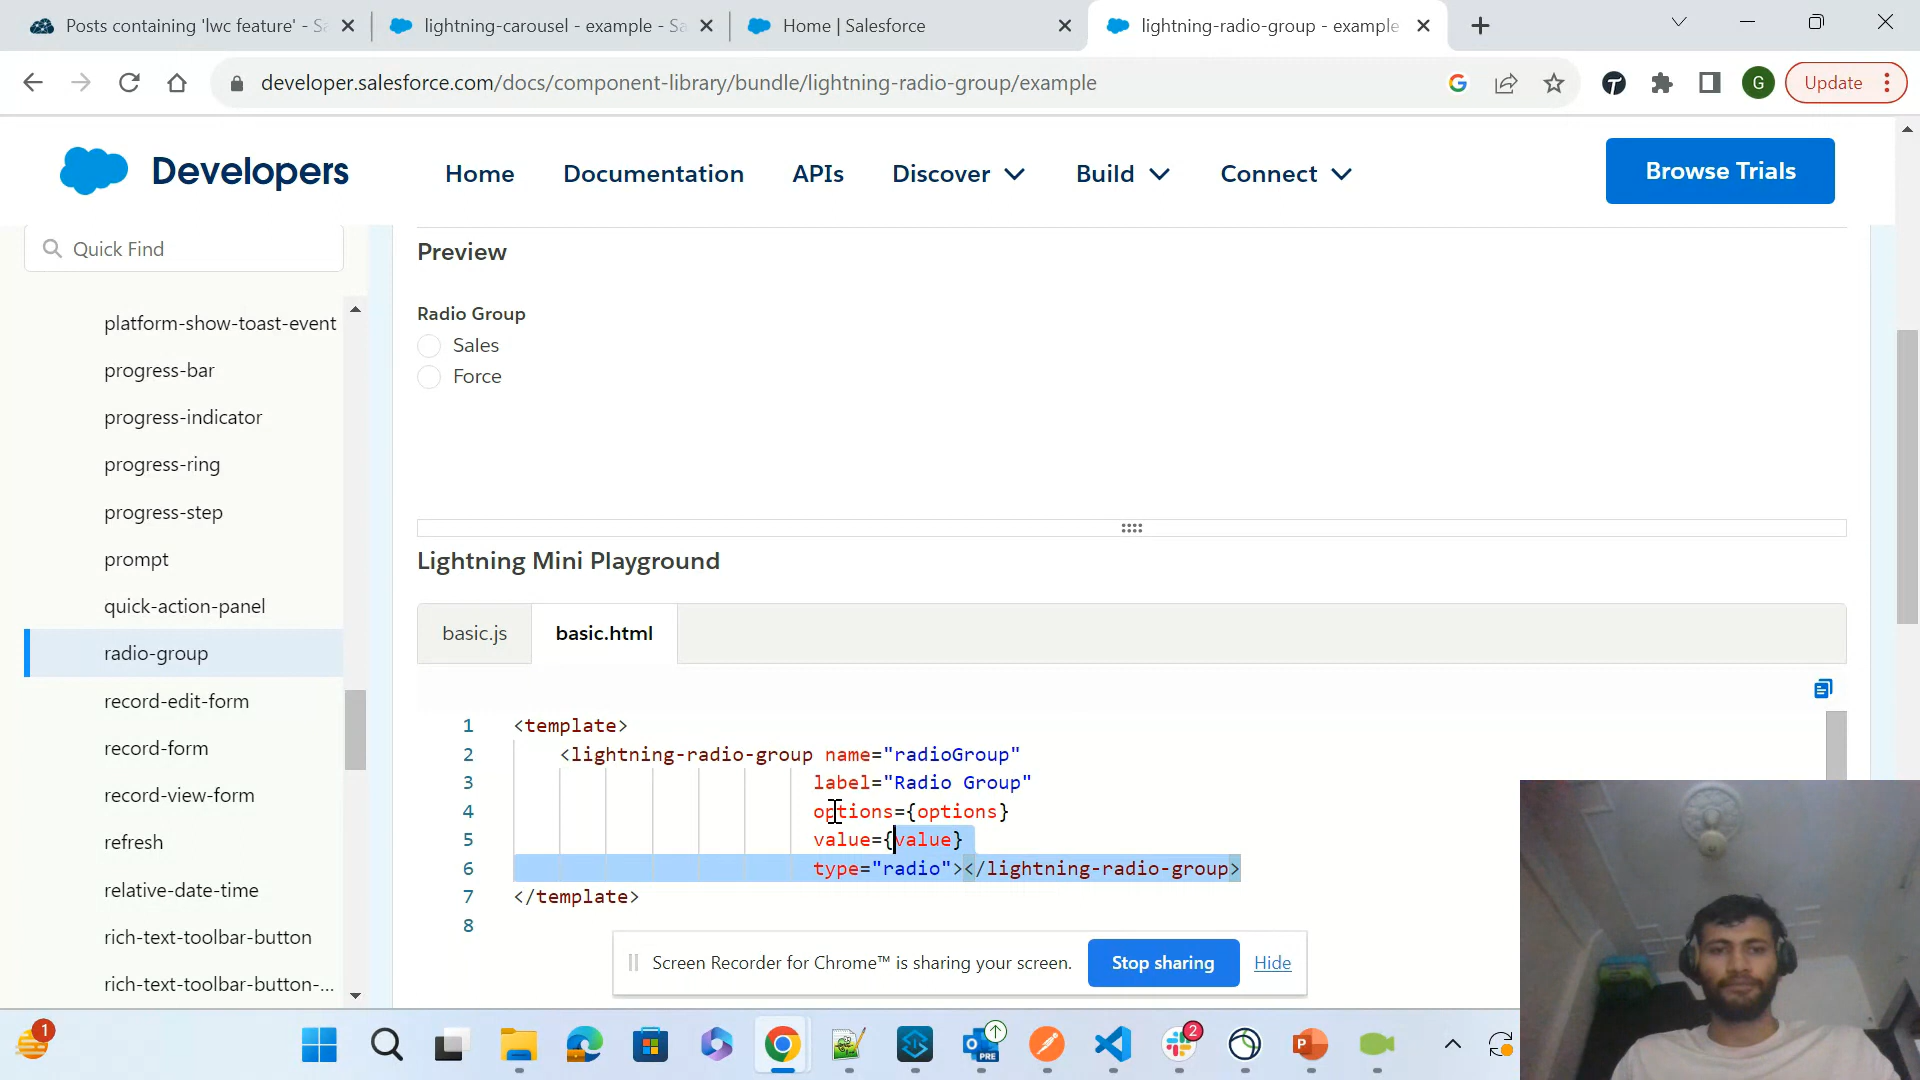 Posts containing 'lwc feature' - Sa
lightning-carousel - example - Sa
Home | Salesforce
lightning-radio-group - example
developer.salesforce.com/docs/component-library/bundle/lightning-radio-group/example
G
Update
Developers
Home
Documentation
APIs
Discover
Build
Connect
Browse Trials
Quick Find
platform-show-toast-event
progress-bar
progress-indicator
progress-ring
progress-step
prompt
quick-action-panel
radio-group
record-edit-form
record-form
record-view-form
refresh
relative-date-time
rich-text-toolbar-button
rich-text-toolbar-button-...
Preview
Radio Group
Sales
Force
Lightning Mini Playground
basic.js
basic.html
1 <template>
2 <lightning-radio-group name="radioGroup"
3 label="Radio Group"
4 options={options}
5 value={value}
6 type="radio"></lightning-radio-group>
7 </template>
8
Screen Recorder for Chrome™ is sharing your screen.
Stop sharing
Hide
1
PRE
2